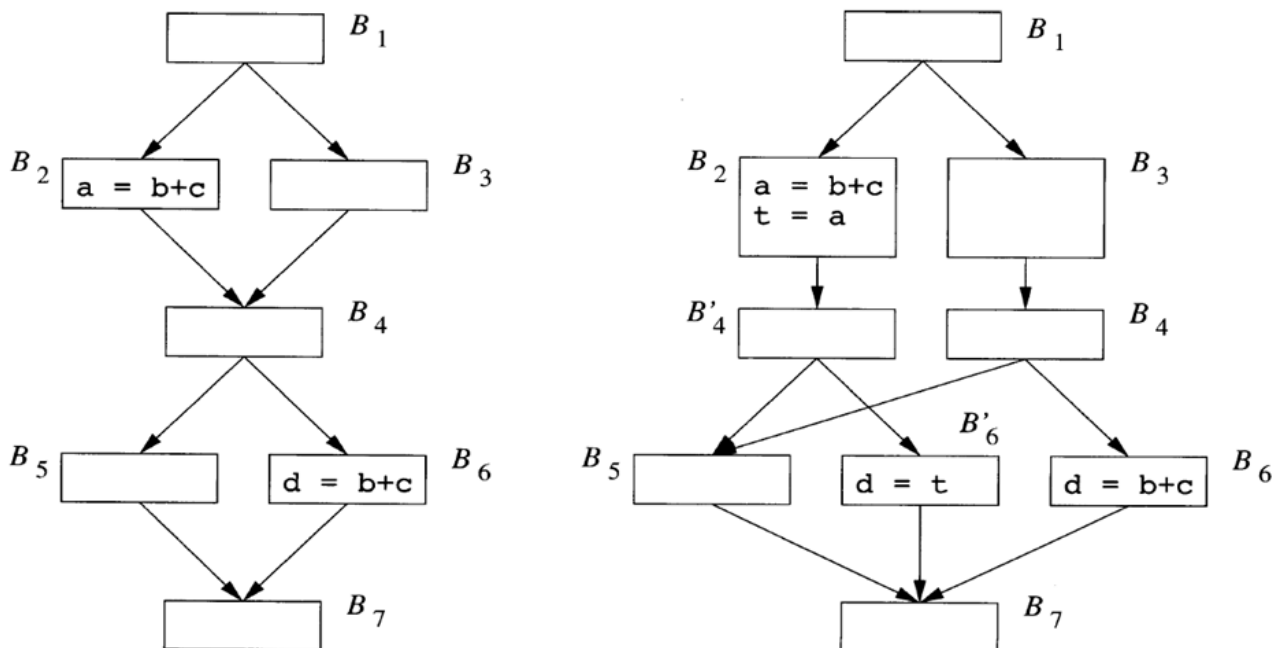 B1
B2
a = b+c
B3
B4
B5
B6
d = b+c
B7
B1
B2
a = b+c
t = a
B3
B'4
B4
B5
B'6
d = t
B6
d = b+c
B7